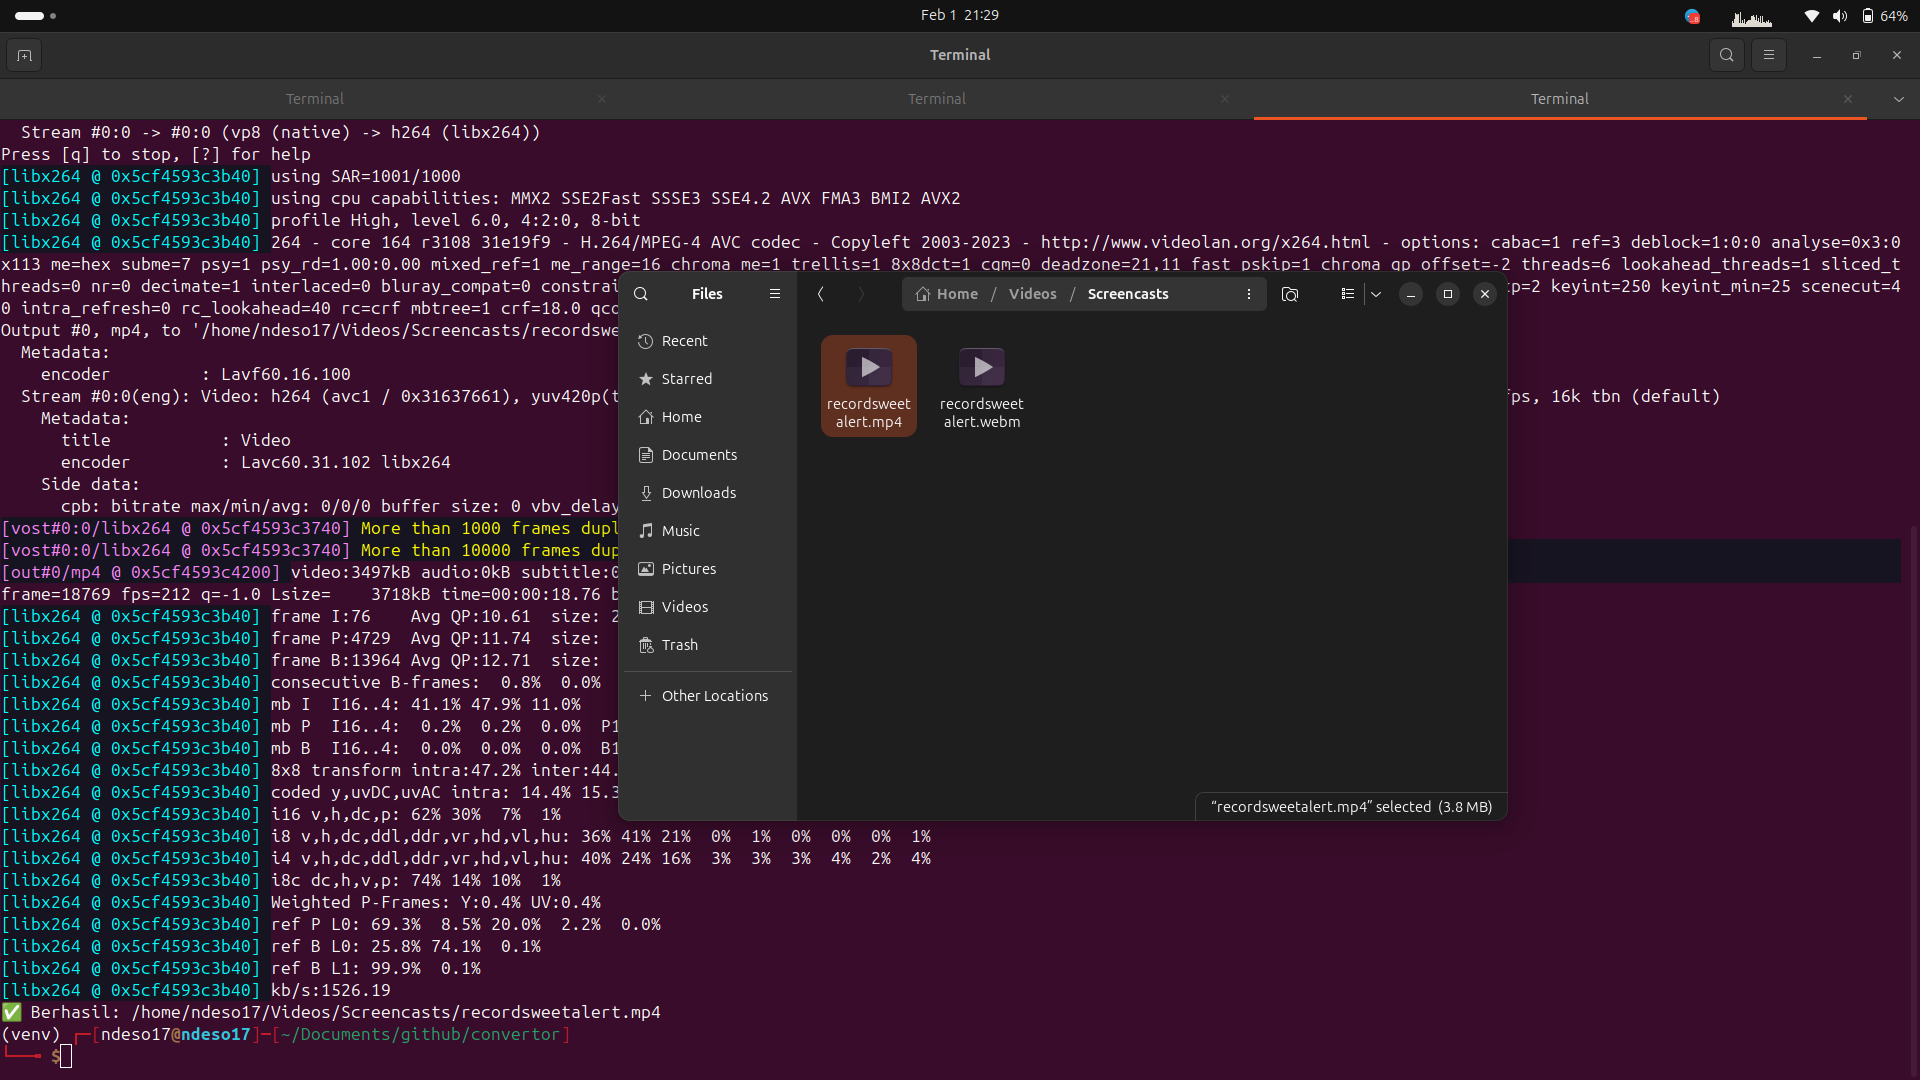 Feb 1 21:29
64%
Terminal
Terminal
Terminal
Terminal
Stream #0:0 -> #0:0 (vp8 (native) -> h264 (libx264))
Press [q] to stop, [?] for help
[libx264 @ 0x5cf4593c3b40] using SAR=1001/1000
[libx264 @ 0x5cf4593c3b40] using cpu capabilities: MMX2 SSE2Fast SSSE3 SSE4.2 AVX FMA3 BMI2 AVX2
[libx264 @ 0x5cf4593c3b40] profile High, level 6.0, 4:2:0, 8-bit
[libx264 @ 0x5cf4593c3b40] 264 - core 164 r3108 31e19f9 - H.264/MPEG-4 AVC codec - Copyleft 2003-2023 - http://www.videolan.org/x264.html - options: cabac=1 ref=3 deblock=1:0:0 analyse=0x3:0
x113 me=hex subme=7 psy=1 psy_rd=1.00:0.00 mixed_ref=1 me_range=16 chroma_me=1 trellis=1 8x8dct=1 cqm=0 deadzone=21,11 fast_pskip=1 chroma_qp_offset=-2 threads=6 lookahead_threads=1 sliced_t
hreads=0 nr=0 decimate=1 interlaced=0 bluray_compat=0 constrai tp=2 keyint=250 keyint_min=25 scenecut=4
0 intra_refresh=0 rc_lookahead=40 rc=crf mbtree=1 crf=18.0 qco
Output #0, mp4, to '/home/ndeso17/Videos/Screencasts/recordswe
Metadata:
encoder : Lavf60.16.100
Stream #0:0(eng): Video: h264 (avc1 / 0x31637661), yuv420p(t fps, 16k tbn (default)
Metadata:
title : Video
encoder : Lavc60.31.102 libx264
Side data:
cpb: bitrate max/min/avg: 0/0/0 buffer size: 0 vbv_delay
[vost#0:0/libx264 @ 0x5cf4593c3740] More than 1000 frames dupl
[vost#0:0/libx264 @ 0x5cf4593c3740] More than 10000 frames dup
[out#0/mp4 @ 0x5cf4593c4200] video:3497kB audio:0kB subtitle:0
frame=18769 fps=212 q=-1.0 Lsize= 3718kB time=00:00:18.76 b
[libx264 @ 0x5cf4593c3b40] frame I:76 Avg QP:10.61 size: 2
[libx264 @ 0x5cf4593c3b40] frame P:4729 Avg QP:11.74 size:
[libx264 @ 0x5cf4593c3b40] frame B:13964 Avg QP:12.71 size:
[libx264 @ 0x5cf4593c3b40] consecutive B-frames: 0.8% 0.0%
[libx264 @ 0x5cf4593c3b40] mb I I16..4: 41.1% 47.9% 11.0%
[libx264 @ 0x5cf4593c3b40] mb P I16..4: 0.2% 0.2% 0.0% P1
[libx264 @ 0x5cf4593c3b40] mb B I16..4: 0.0% 0.0% 0.0% B1
[libx264 @ 0x5cf4593c3b40] 8x8 transform intra:47.2% inter:44.
[libx264 @ 0x5cf4593c3b40] coded y,uvDC,uvAC intra: 14.4% 15.3
[libx264 @ 0x5cf4593c3b40] i16 v,h,dc,p: 62% 30% 7% 1%
[libx264 @ 0x5cf4593c3b40] i8 v,h,dc,ddl,ddr,vr,hd,vl,hu: 36% 41% 21% 0% 1% 0% 0% 0% 1%
[libx264 @ 0x5cf4593c3b40] i4 v,h,dc,ddl,ddr,vr,hd,vl,hu: 40% 24% 16% 3% 3% 3% 4% 2% 4%
[libx264 @ 0x5cf4593c3b40] i8c dc,h,v,p: 74% 14% 10% 1%
[libx264 @ 0x5cf4593c3b40] Weighted P-Frames: Y:0.4% UV:0.4%
[libx264 @ 0x5cf4593c3b40] ref P L0: 69.3% 8.5% 20.0% 2.2% 0.0%
[libx264 @ 0x5cf4593c3b40] ref B L0: 25.8% 74.1% 0.1%
[libx264 @ 0x5cf4593c3b40] ref B L1: 99.9% 0.1%
[libx264 @ 0x5cf4593c3b40] kb/s:1526.19
✅ Berhasil: /home/ndeso17/Videos/Screencasts/recordsweetalert.mp4
(venv) ┌─[ndeso17@ndeso17]─[~/Documents/github/convertor]
└──╼ $
Files
Home / Videos / Screencasts
Recent
Starred
Home
Documents
Downloads
Music
Pictures
Videos
Trash
Other Locations
recordsweet
alert.mp4
recordsweet
alert.webm
“recordsweetalert.mp4” selected (3.8 MB)